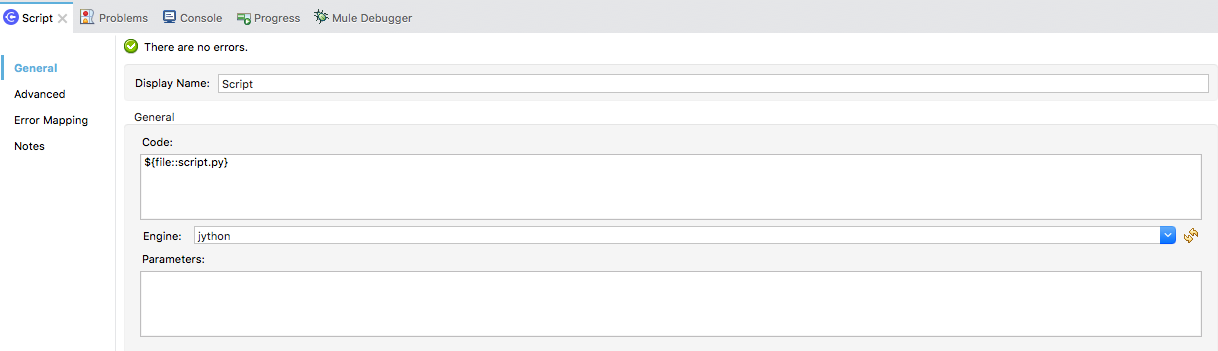 Script Problems Console Progress Mule Debugger
There are no errors.
General
Advanced
Error Mapping
Notes
Display Name: Script
General
Code:
${file::script.py}
Engine: jython
Parameters: